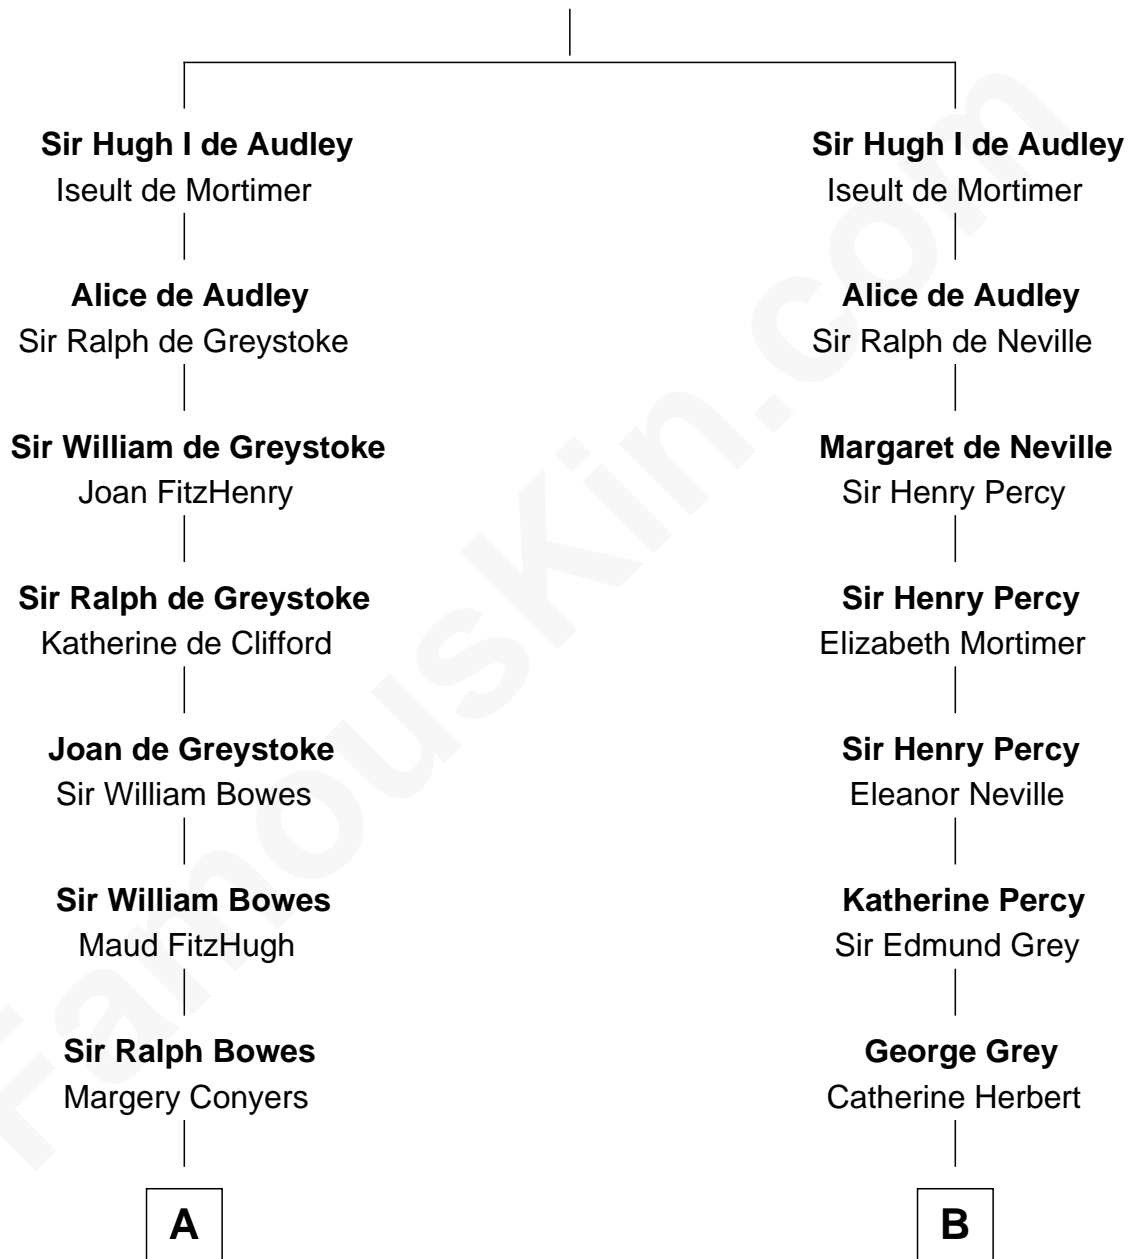 Sir Hugh I de Audley
Iseult de Mortimer
Alice de Audley
Sir Ralph de Greystoke
Sir William de Greystoke
Joan FitzHenry
Sir Ralph de Greystoke
Katherine de Clifford
Joan de Greystoke
Sir William Bowes
Sir William Bowes
Maud FitzHugh
Sir Ralph Bowes
Margery Conyers
A
Sir Hugh I de Audley
Iseult de Mortimer
Alice de Audley
Sir Ralph de Neville
Margaret de Neville
Sir Henry Percy
Sir Henry Percy
Elizabeth Mortimer
Sir Henry Percy
Eleanor Neville
Katherine Percy
Sir Edmund Grey
George Grey
Catherine Herbert
B
FamousKin.com